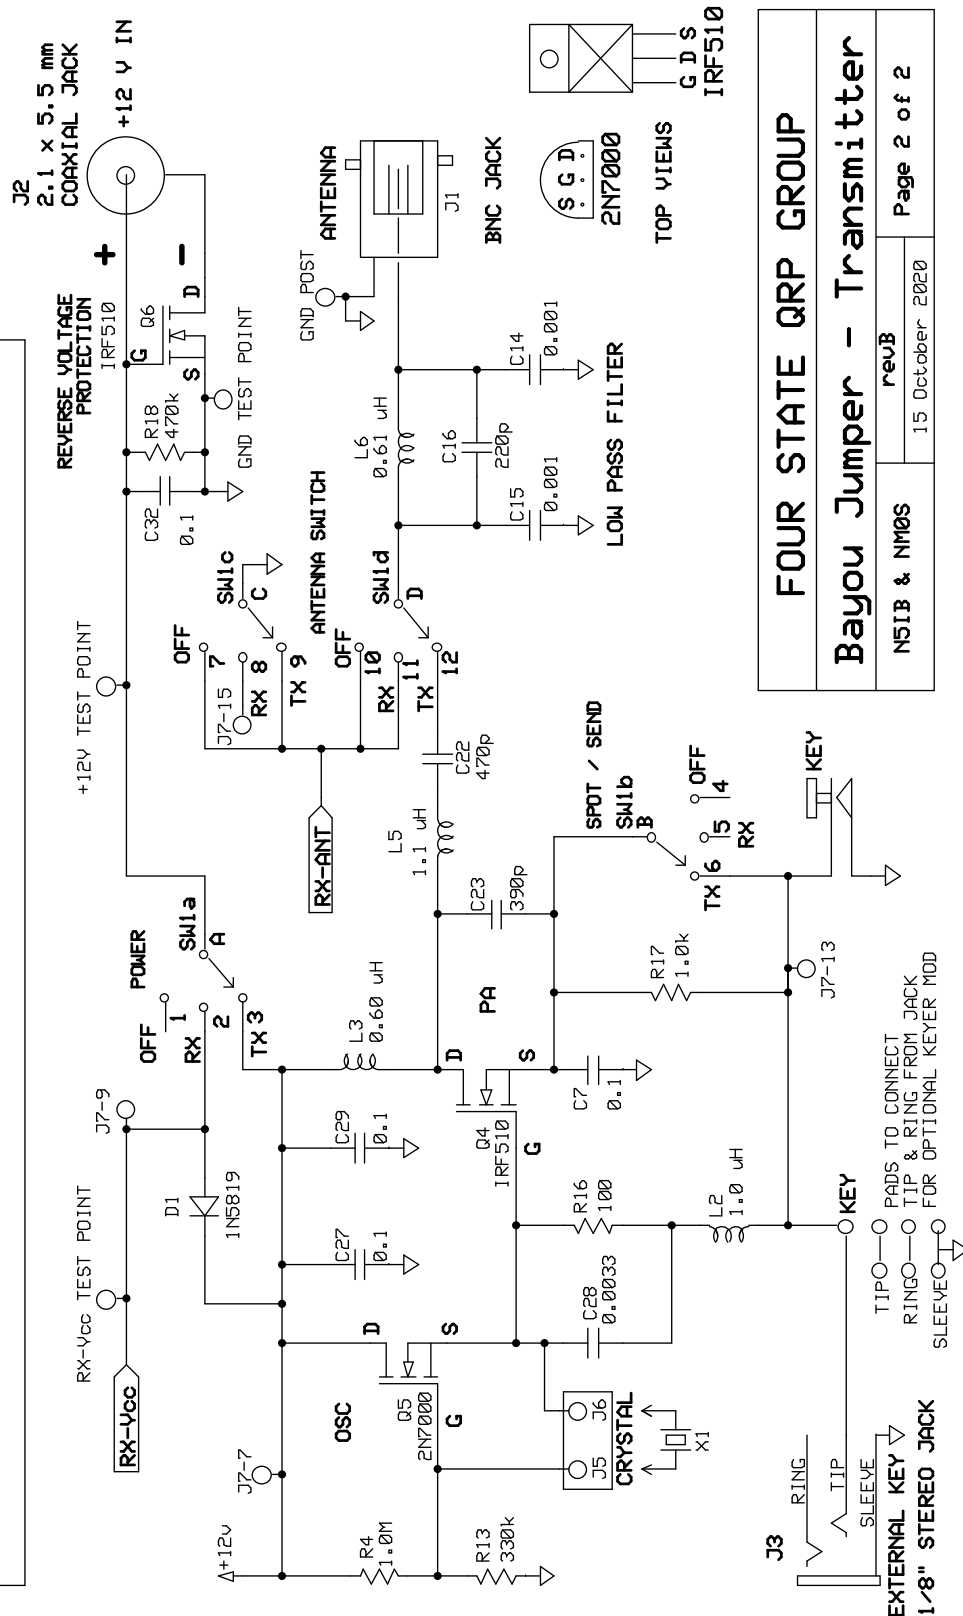 J2
2.1 x 5.5 mm
COAXIAL JACK
+12 V IN
+
-
REVERSE VOLTAGE
PROTECTION
IRF510
Q6
G
D
S
R18
470k
C32
0.1
GND TEST POINT
+12V TEST POINT
RX-Vcc TEST POINT
RX-Vcc
J7-9
D1
1N5819
POWER
OFF
1
RX
2
TX
3
SW1a
A
J7-7
+12v
OSC
D
Q5
2N7000
S
G
R4
1.0M
R13
330k
C27
0.1
C29
0.1
L3
0.60 uH
D
PA
Q4
IRF510
S
G
C7
0.1
R16
100
C28
0.0033
L2
1.0 uH
J5
J6
CRYSTAL
X1
C23
390p
L5
1.1 uH
C22
470p
RX-ANT
OFF
7
J7-15
RX
8
TX
9
SW1c
C
ANTENNA SWITCH
OFF
10
RX
11
TX
12
SW1d
D
L6
0.61 uH
C16
220p
C15
0.001
C14
0.001
LOW PASS FILTER
GND POST
ANTENNA
J1
BNC JACK
S G D
2N7000
TOP VIEWS
G D S
IRF510
SPOT / SEND
SW1b
B
OFF
4
5
RX
TX
6
R17
1.0k
J7-13
KEY
KEY
PADS TO CONNECT
TIP & RING FROM JACK
FOR OPTIONAL KEYER MOD
TIP
RING
SLEEVE
J3
RING
TIP
SLEEVE
EXTERNAL KEY
1/8" STEREO JACK
FOUR STATE QRP GROUP
Bayou Jumper - Transmitter
N5IB & NM0S
revB
15 October 2020
Page 2 of 2